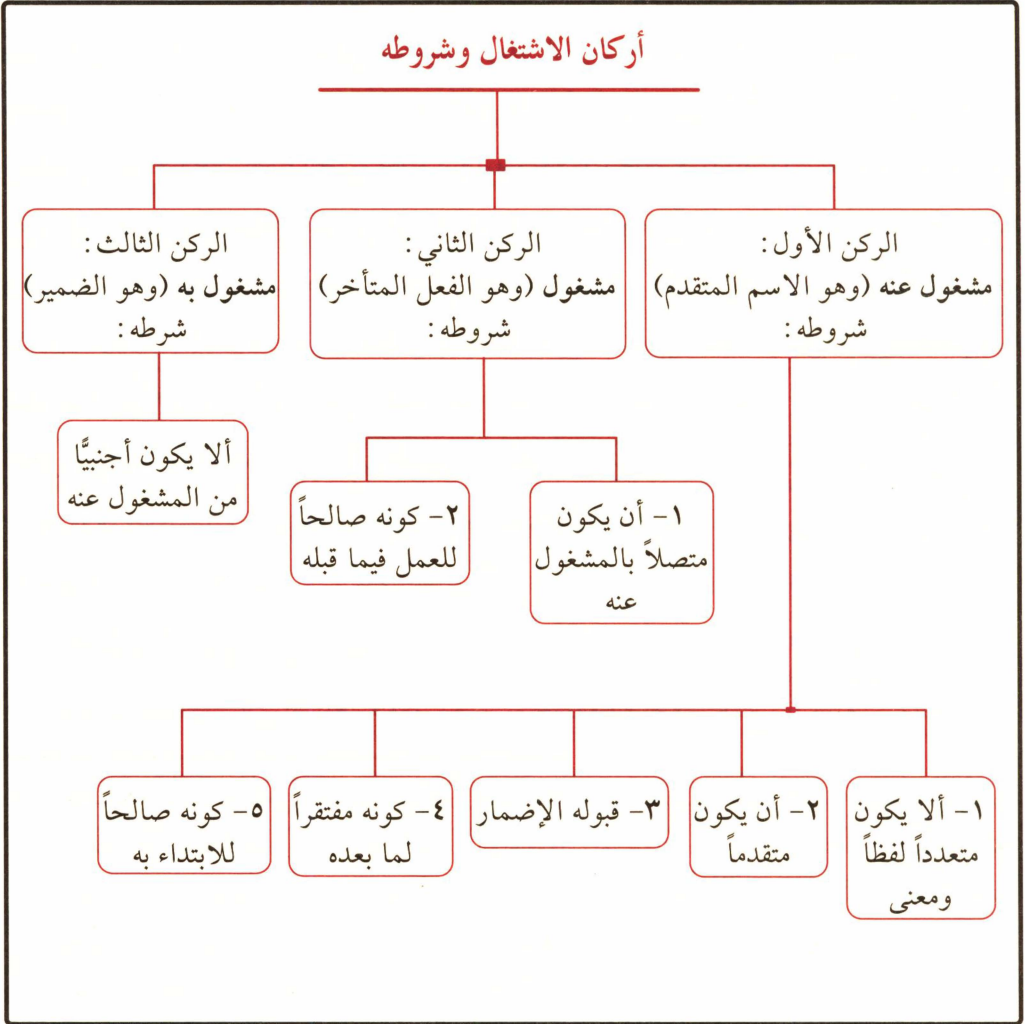 أركان الاشتغال وشروطه
الركن الأول:
مشغول عنه (وهو الاسم المتقدم)
شروطه:
الركن الثاني:
مشغول (وهو الفعل المتأخر)
شروطه:
الركن الثالث:
مشغول به (وهو الضمير)
شرطه:
ألا يكون أجنبيًّا
من المشغول عنه
١- أن يكون
متصلاً بالمشغول
عنه
٢- كونه صالحاً
للعمل فيما قبله
١- ألا يكون
متعدداً لفظاً
ومعنى
٢- أن يكون
متقدماً
٣- قبوله الإضمار
٤- كونه مفتقراً
لما بعده
٥- كونه صالحاً
للابتداء به